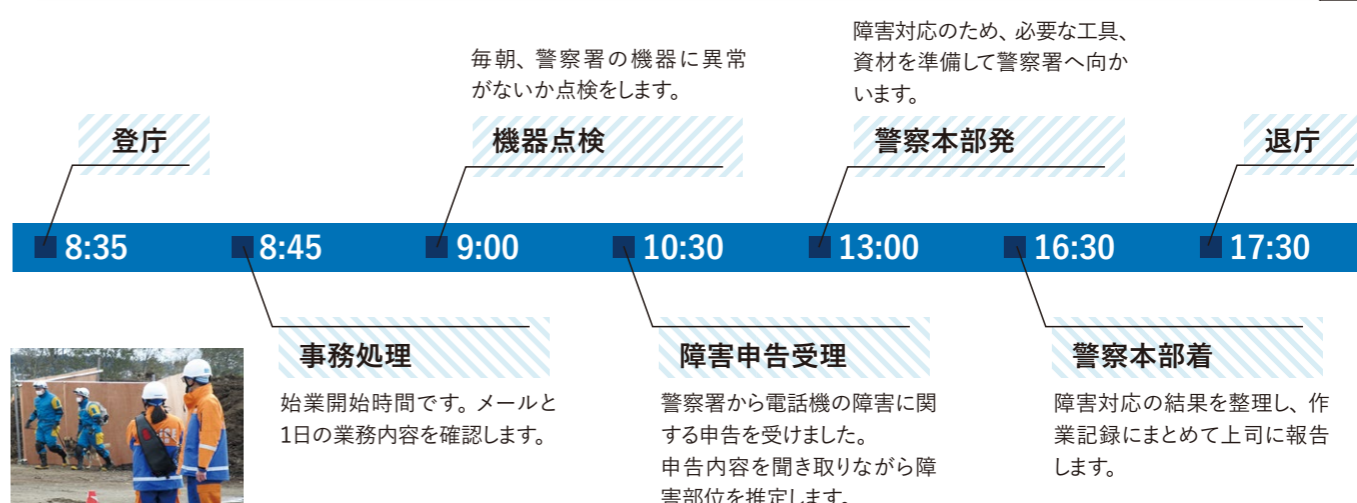 毎朝、警察署の機器に異常
がないか点検をします。
障害対応のため、必要な工具、
資材を準備して警察署へ向か
います。
登庁
機器点検
警察本部発
退庁
8:35
8:45
9:00
10:30
13:00
16:30
17:30
事務処理
始業開始時間です。メールと
1日の業務内容を確認します。
障害申告受理
警察署から電話機の障害に関
する申告を受けました。
申告内容を聞き取りながら障
害部位を推定します。
警察本部着
障害対応の結果を整理し、作
業記録にまとめて上司に報告
します。